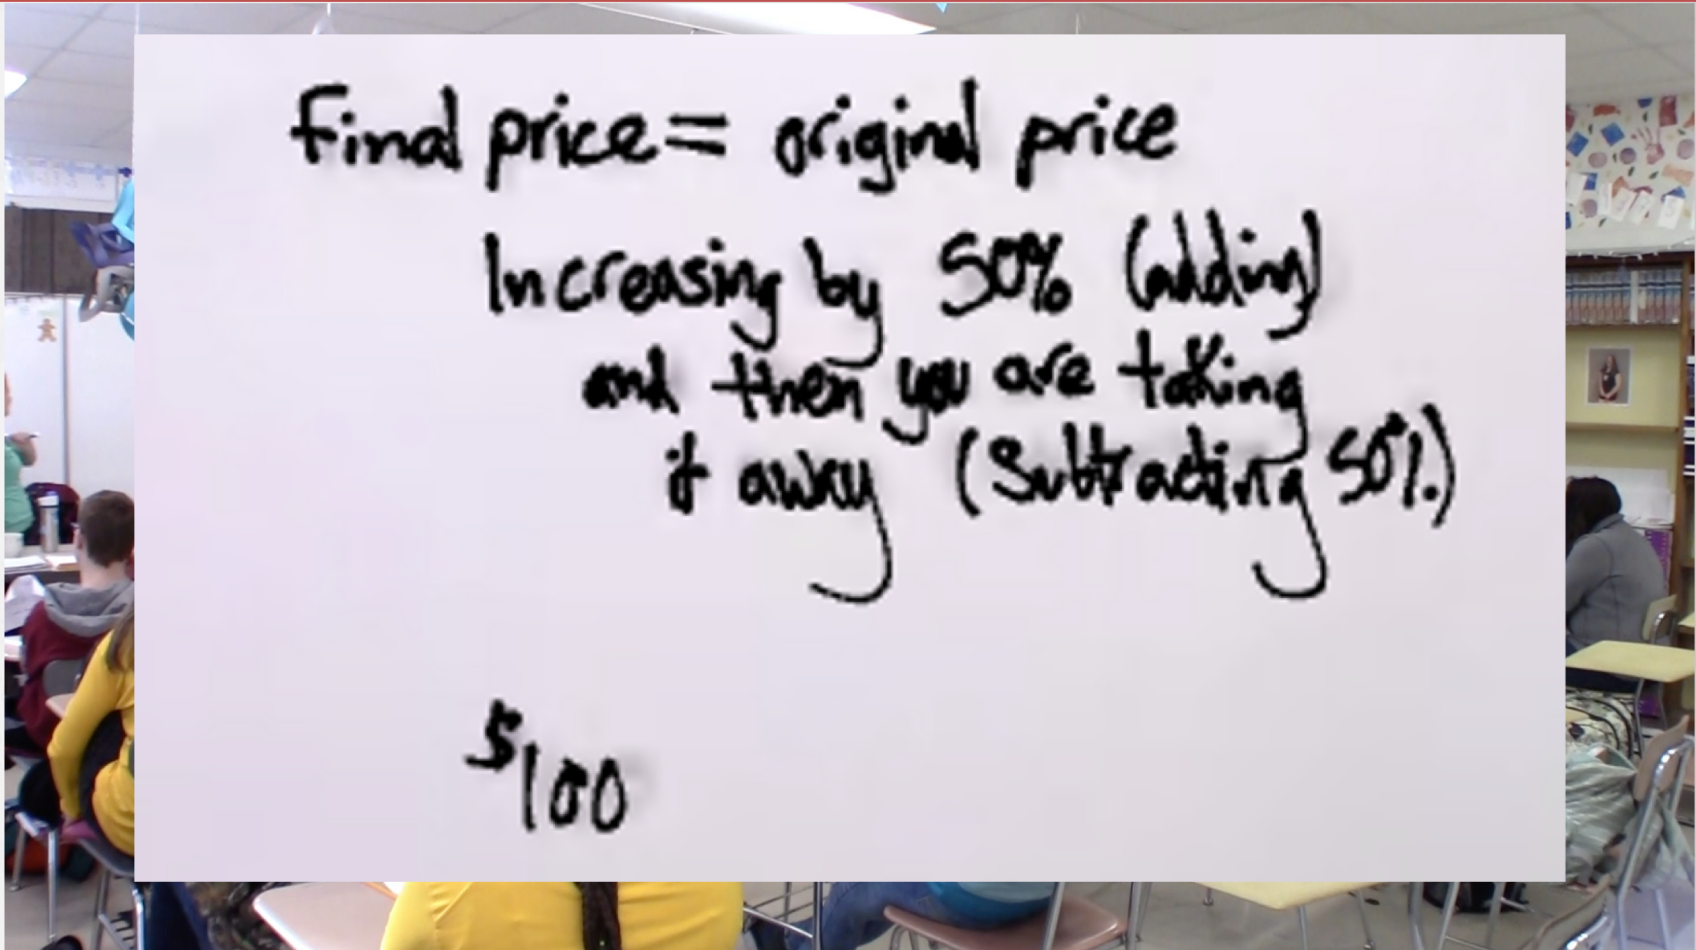 Final price = original price
Increasing by 50% (adding)
and then you are taking
it away (subtracting 50%)
$100